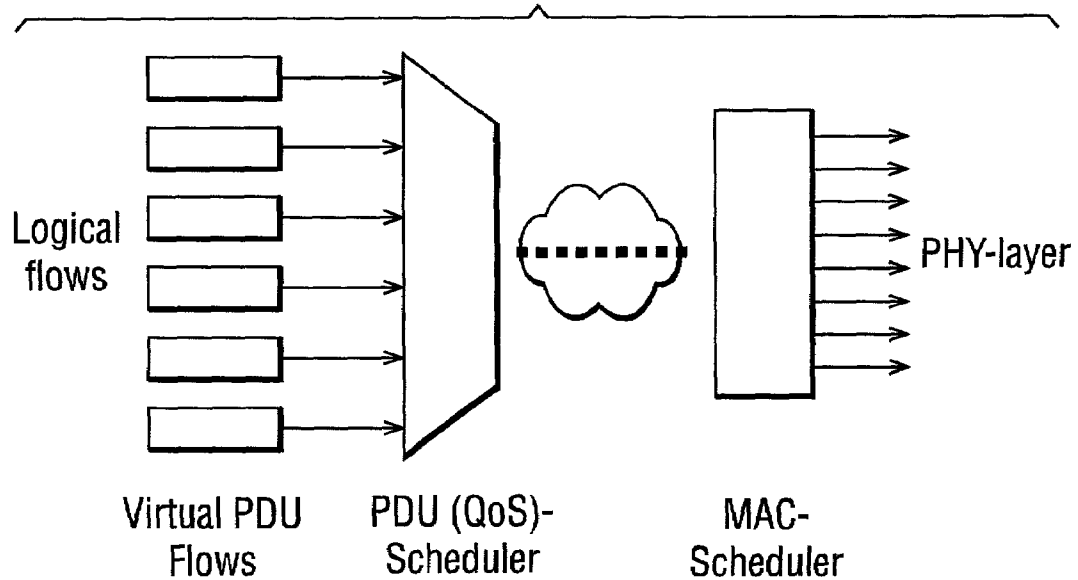 Logical
flows
PHY-layer
Virtual PDU
Flows
PDU (QoS)-
Scheduler
MAC-
Scheduler